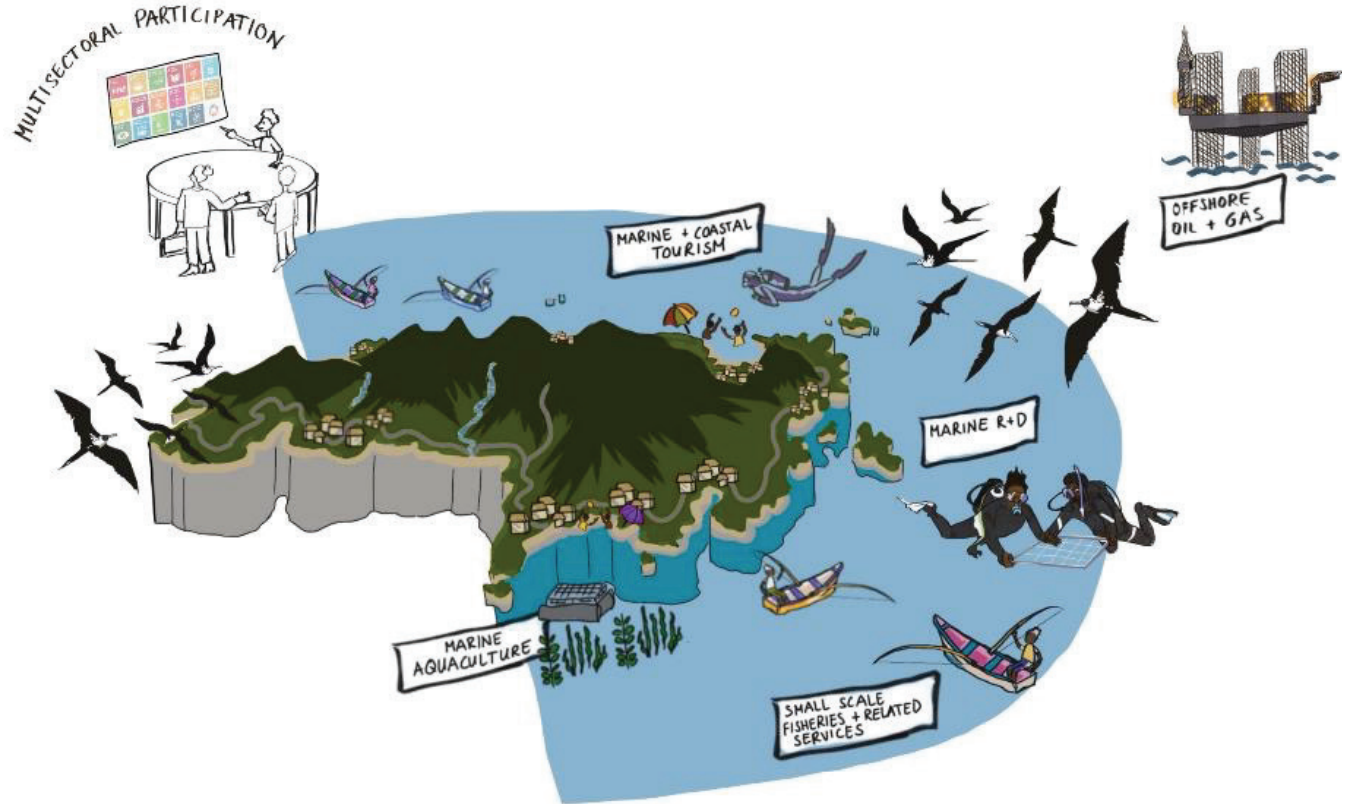 MULTISECTORAL PARTICIPATION
OFFSHORE
OIL + GAS
MARINE + COASTAL
TOURISM
MARINE R+D
MARINE
AQUACULTURE
SMALL SCALE
FISHERIES + RELATED
SERVICES